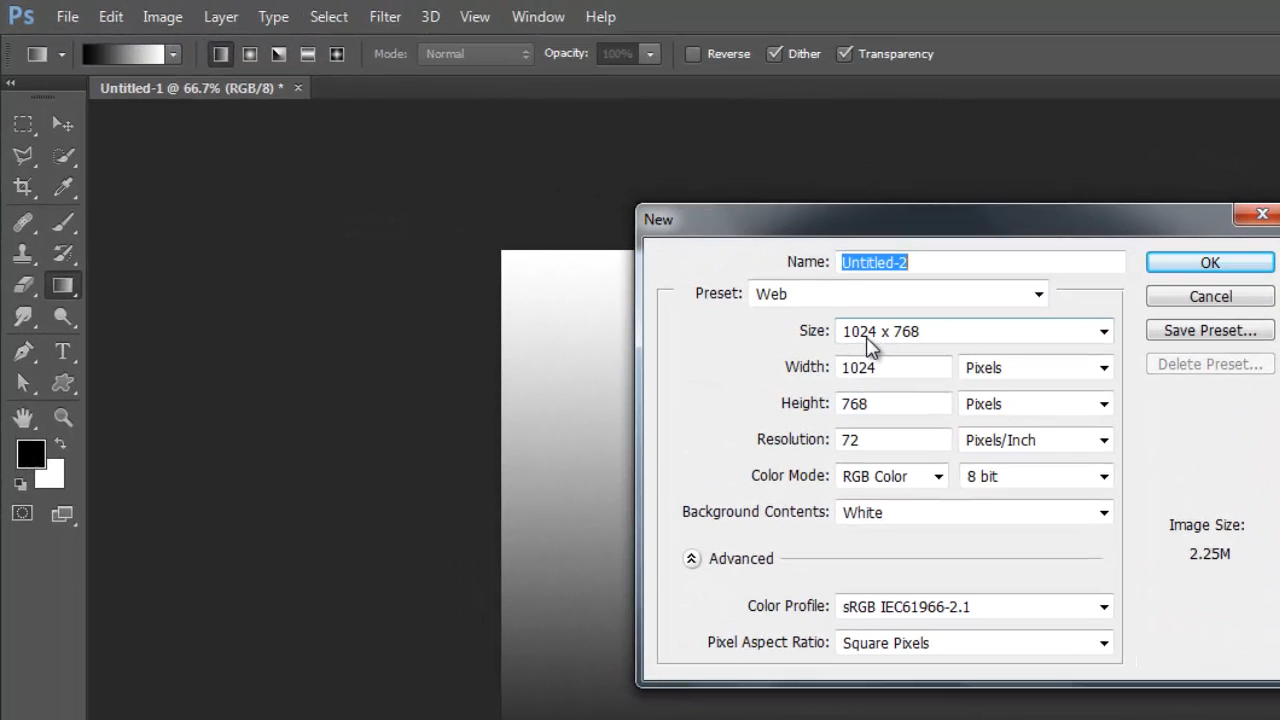 Ps File Edit Image Layer Type Select Filter 3D View Window Help
Mode: Normal Opacity: 100% Reverse Dither Transparency
Untitled-1 @ 66.7% (RGB/8) * ×
New
Name: Untitled-2 OK
Preset: Web Cancel
Size: 1024 x 768 Save Preset...
Width: 1024 Pixels Delete Preset...
Height: 768 Pixels
Resolution: 72 Pixels/Inch
Color Mode: RGB Color 8 bit
Background Contents: White Image Size:
Advanced 2.25M
Color Profile: sRGB IEC61966-2.1
Pixel Aspect Ratio: Square Pixels